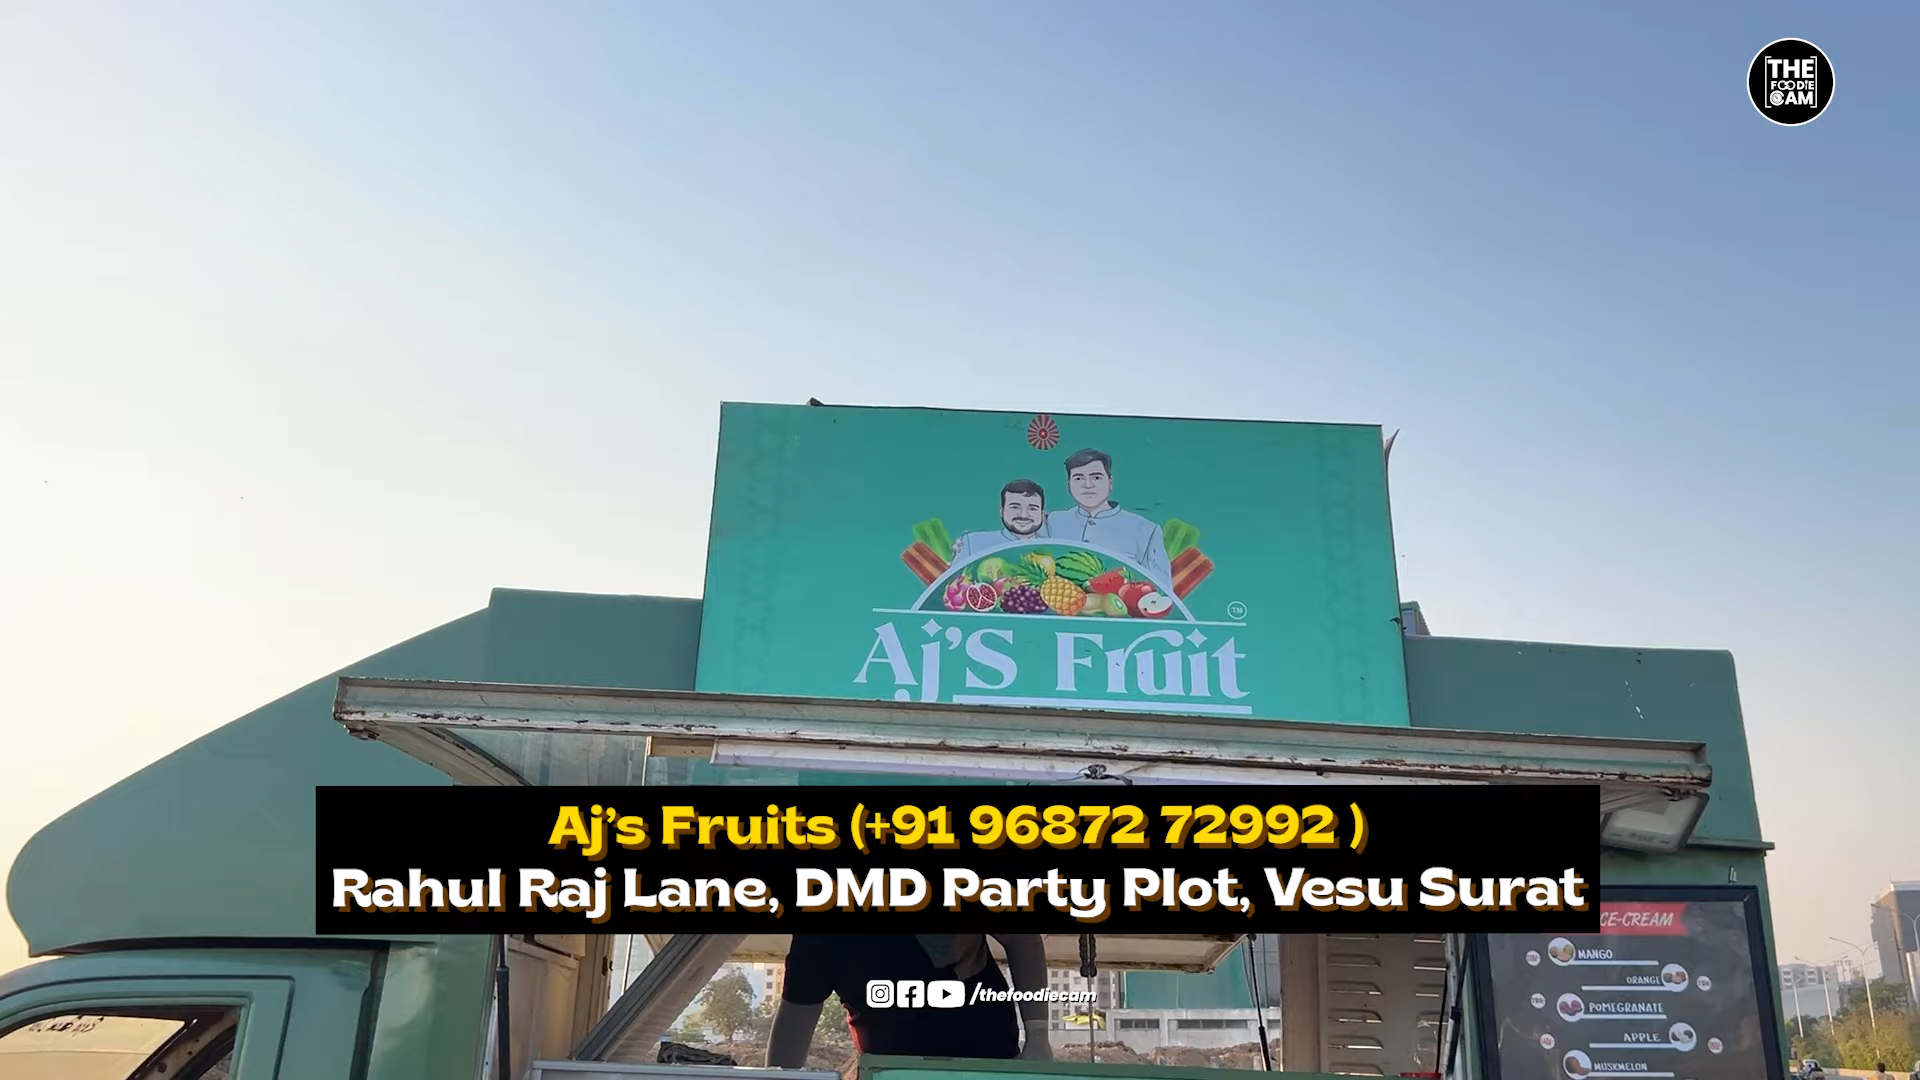 THE
FOODIE
CAM
TM
Aj'S Fruit
Aj's Fruits (+91 96872 72992 )
Rahul Raj Lane, DMD Party Plot, Vesu Surat
CE-CREAM
MANGO
ORANGE
POMEGRANATE
APPLE
MUSKMELON
/thefoodiecam